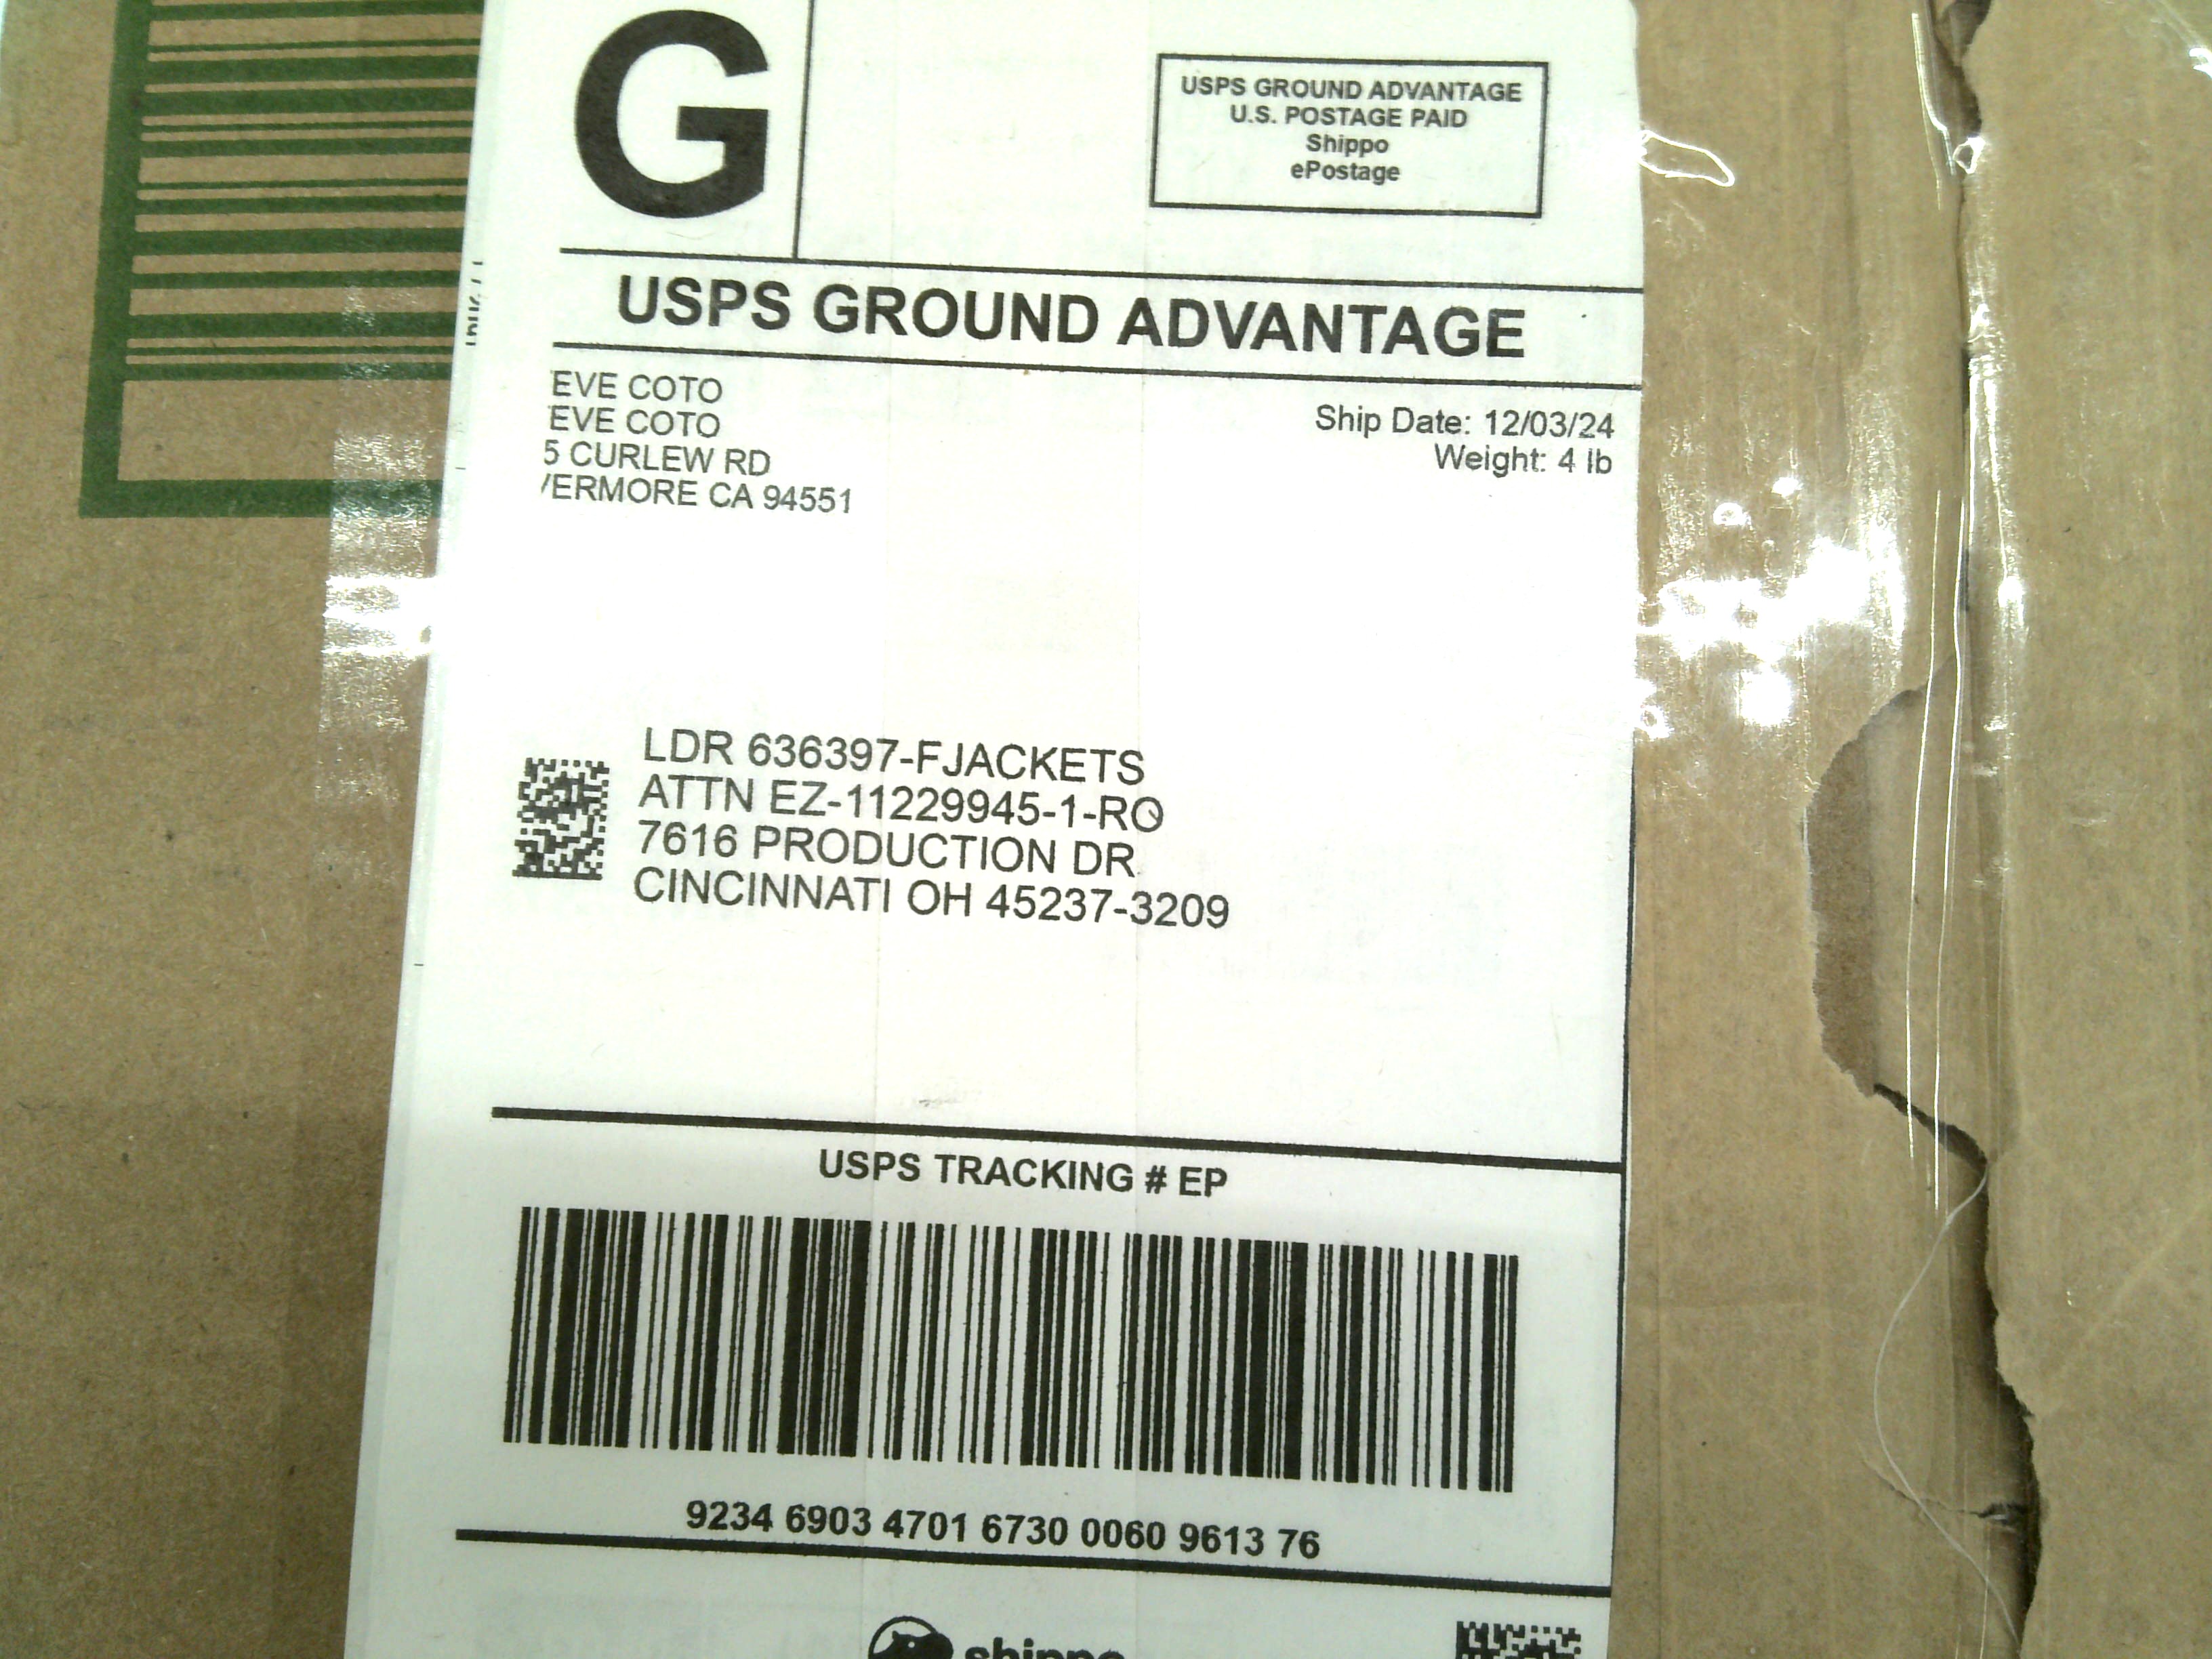 G
USPS GROUND ADVANTAGE
U.S. POSTAGE PAID
Shippo
ePostage
USPS GROUND ADVANTAGE
EVE COTO
EVE COTO
5 CURLEW RD
VERMORE CA 94551
Ship Date: 12/03/24
Weight: 4 lb
LDR 636397-FJACKETS
ATTN EZ-11229945-1-RO
7616 PRODUCTION DR
CINCINNATI OH 45237-3209
USPS TRACKING # EP
9234 6903 4701 6730 0060 9613 76
shippo